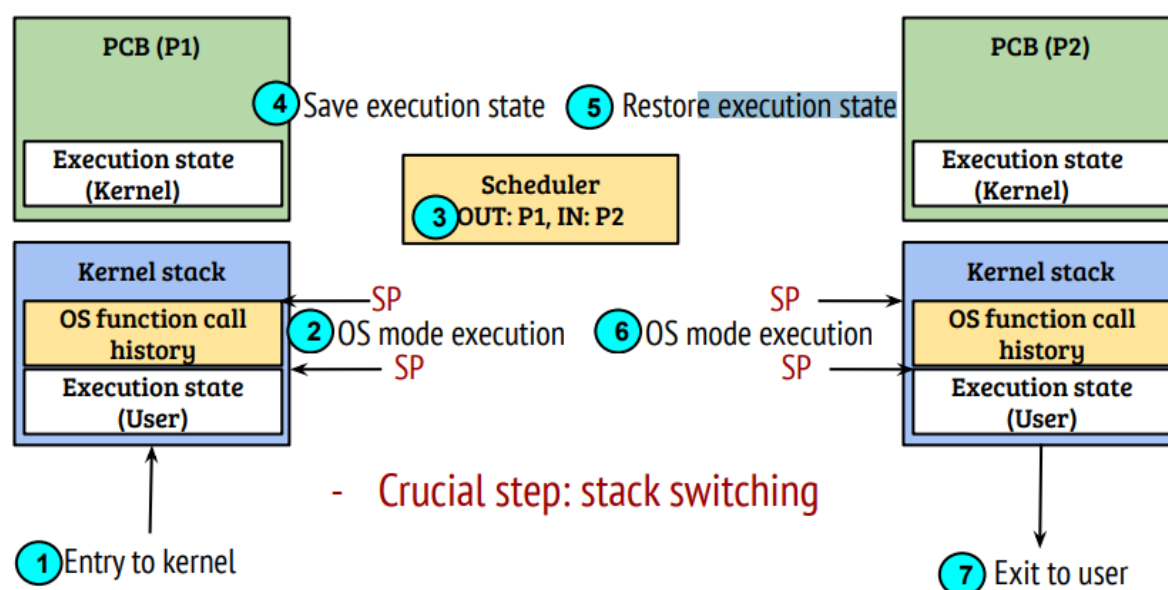 PCB (P1)
PCB (P2)
4 Save execution state
5 Restore execution state
Execution state
(Kernel)
Scheduler
3 OUT: P1, IN: P2
Execution state
(Kernel)
Kernel stack
Kernel stack
SP
SP
OS function call
history
2 OS mode execution
6 OS mode execution
OS function call
history
SP
SP
Execution state
(User)
Execution state
(User)
- Crucial step: stack switching
1 Entry to kernel
7 Exit to user